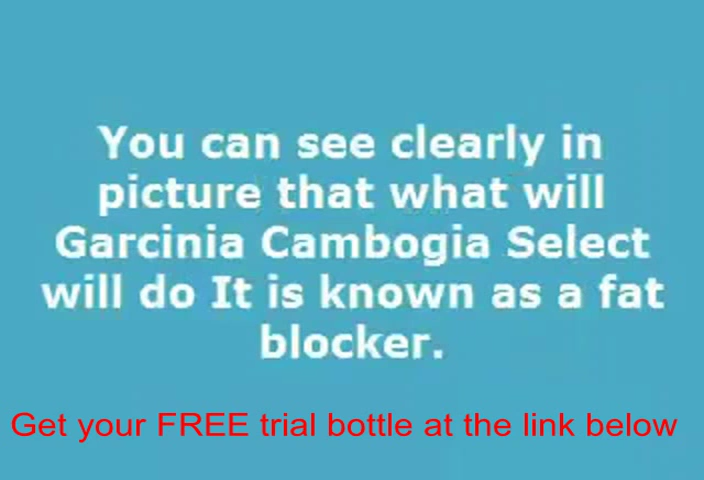 You can see clearly in
picture that what will
Garcinia Cambogia Select
will do It is known as a fat
blocker.
Get your FREE trial bottle at the link below